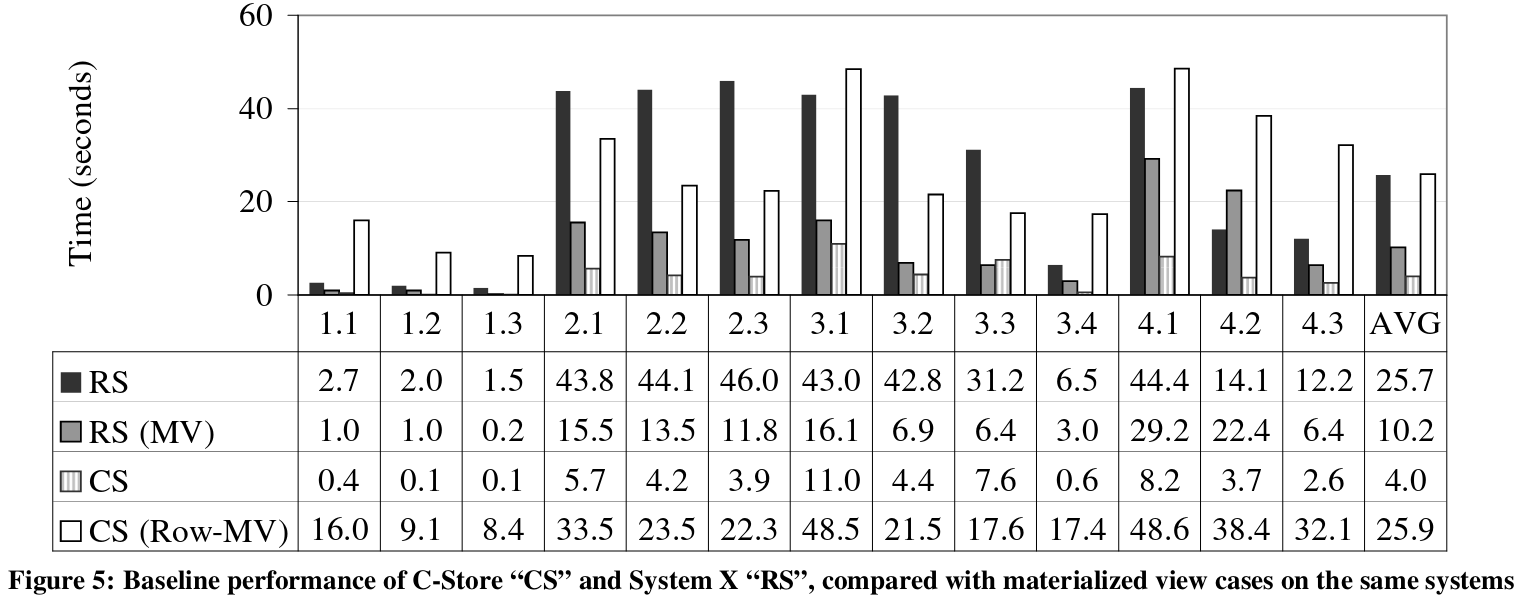 60
40
20
0
Time (seconds)
1.1 1.2 1.3 2.1 2.2 2.3 3.1 3.2 3.3 3.4 4.1 4.2 4.3 AVG
RS 2.7 2.0 1.5 43.8 44.1 46.0 43.0 42.8 31.2 6.5 44.4 14.1 12.2 25.7
RS (MV) 1.0 1.0 0.2 15.5 13.5 11.8 16.1 6.9 6.4 3.0 29.2 22.4 6.4 10.2
CS 0.4 0.1 0.1 5.7 4.2 3.9 11.0 4.4 7.6 0.6 8.2 3.7 2.6 4.0
CS (Row-MV) 16.0 9.1 8.4 33.5 23.5 22.3 48.5 21.5 17.6 17.4 48.6 38.4 32.1 25.9
Figure 5: Baseline performance of C-Store “CS” and System X “RS”, compared with materialized view cases on the same systems